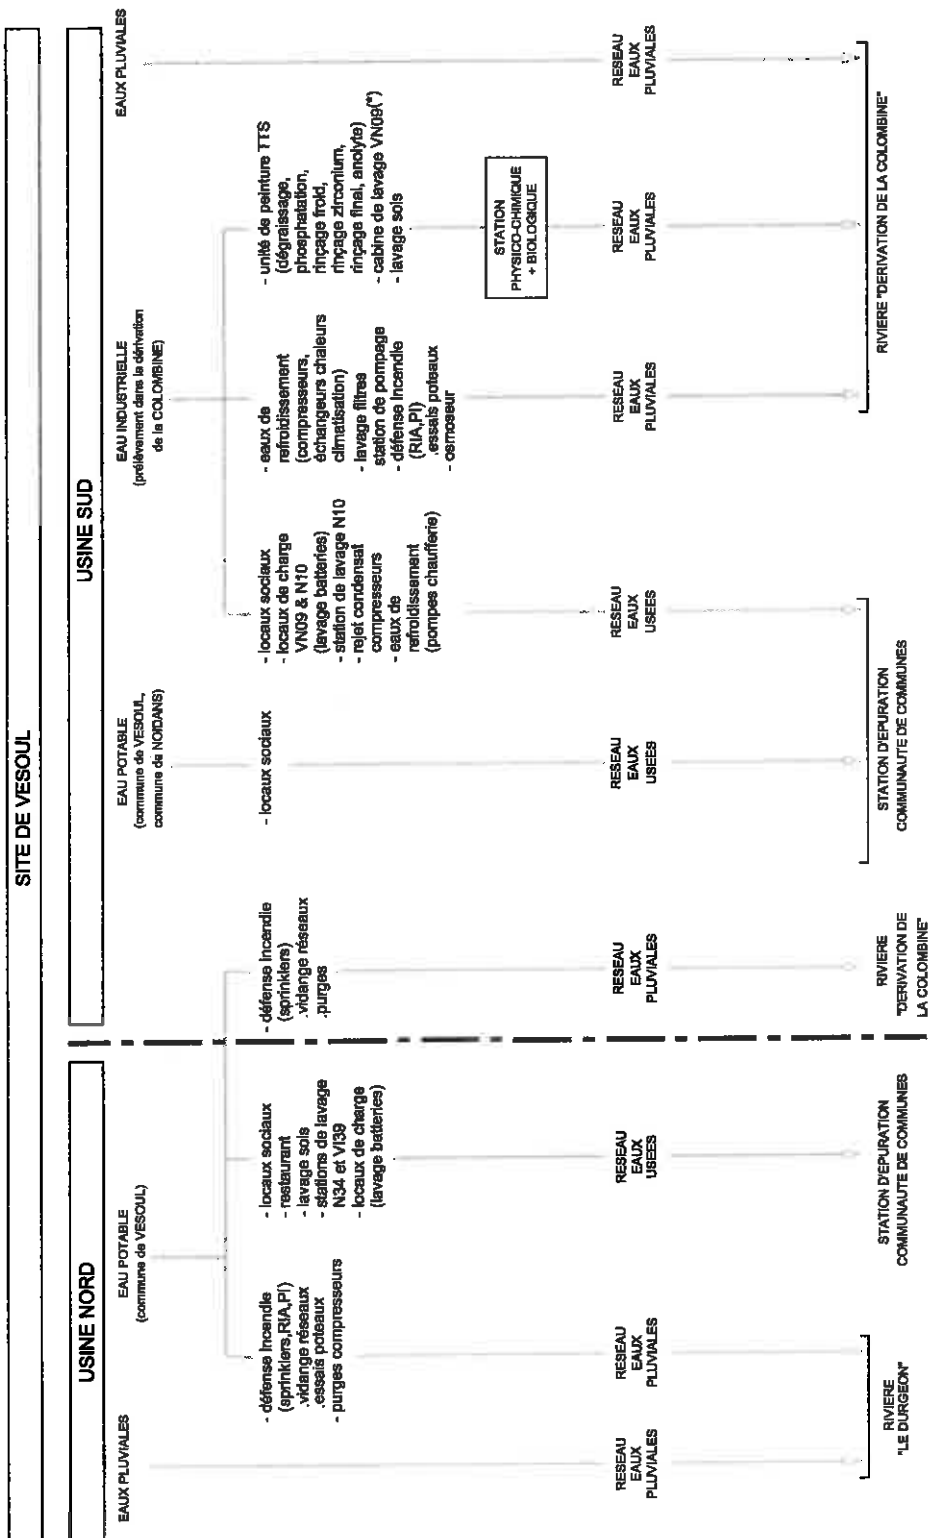 SITE DE VESOUL
USINE NORD
USINE SUD
EAUX PLUVIALES
EAU POTABLE
(commune de VESOUL)
EAU POTABLE
(commune de VESOUL,
commune de NOIDANS)
EAU INDUSTRIELLE
(prélèvement dans la dérivation
de la COLOMBINE)
EAUX PLUVIALES
- défense Incendie
(sprinklers,RIA,PI)
.vidange réseaux
.essais poteaux
- purges compresseurs
- locaux sociaux
- restaurant
- lavage sols
- stations de lavage
N34 et VI39
- locaux de charge
(lavage batteries)
- défense Incendie
(sprinklers)
.vidange réseaux
.purges
- locaux sociaux
- locaux sociaux
- locaux de charge
VN09 & N10
(lavage batteries)
- station de lavage N10
- rejet condensat
compresseurs
- eaux de
refroidissement
(pompes chaufferie)
- eaux de
refroidissement
(compresseurs,
échangeurs chaleurs
climatisation)
- lavage filtres
station de pompage
- défense Incendie
(RIA,PI)
.essais poteaux
- osmoseur
- unité de peinture TTS
(dégraissage,
phosphatation,
rinçage froid,
rinçage zirconium,
rinçage final, anolyte)
- cabine de lavage VN09(*)
- lavage sols
STATION
PHYSICO-CHIMIQUE
+ BIOLOGIQUE
RESEAU
EAUX
PLUVIALES
RESEAU
EAUX
PLUVIALES
RESEAU
EAUX
USEES
RESEAU
EAUX
PLUVIALES
RESEAU
EAUX
USEES
RESEAU
EAUX
USEES
RESEAU
EAUX
PLUVIALES
RESEAU
EAUX
PLUVIALES
RESEAU
EAUX
PLUVIALES
RIVIERE
"LE DURGEON"
STATION D'EPURATION
COMMUNAUTE DE COMMUNES
RIVIERE
"DERIVATION DE
LA COLOMBINE"
STATION D'EPURATION
COMMUNAUTE DE COMMUNES
RIVIERE "DERIVATION DE LA COLOMBINE"